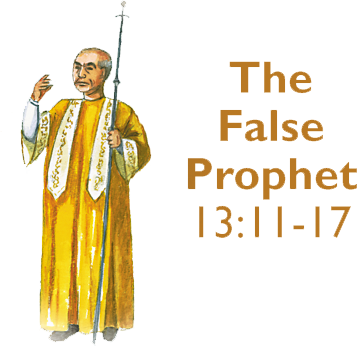 The
False
Prophet
13:11-17